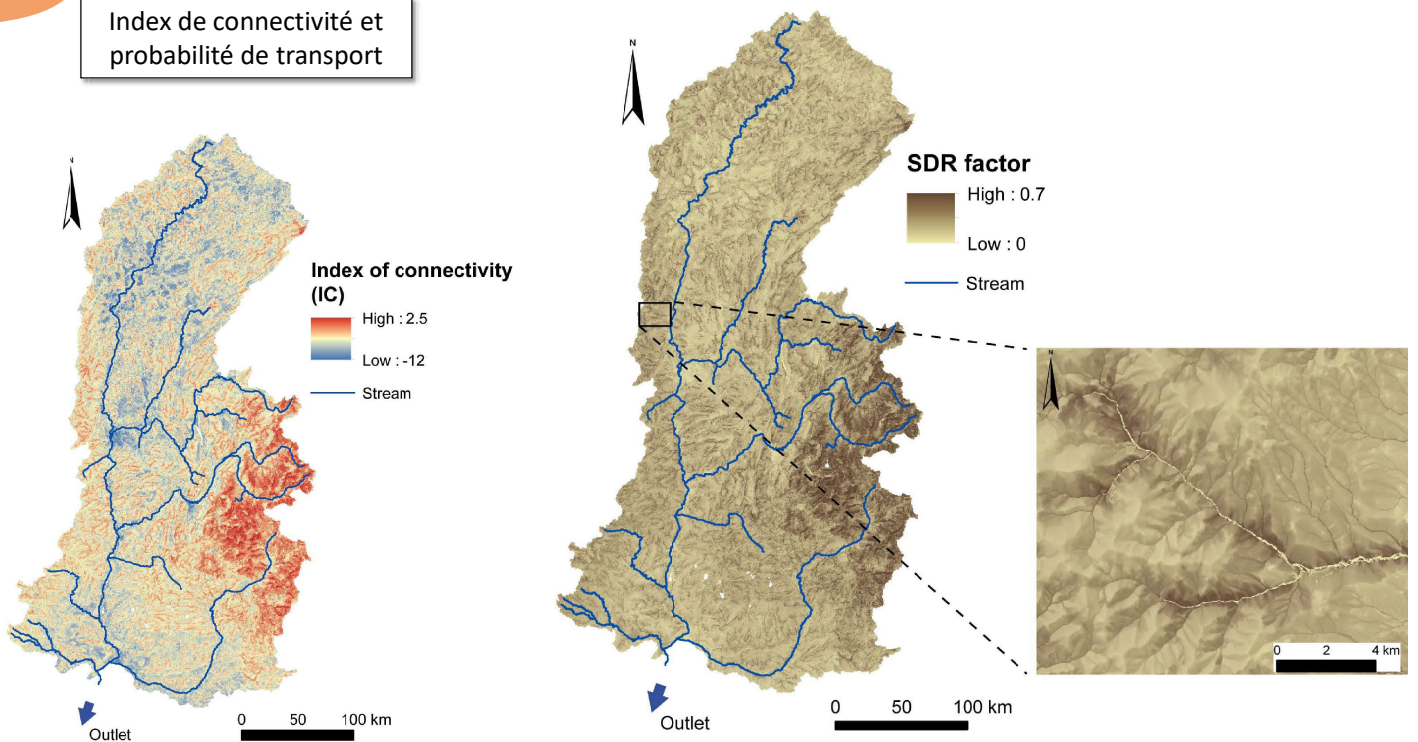 Index de connectivité et
probabilité de transport
N
Index of connectivity
(IC)
High : 2.5
Low : -12
Stream
Outlet
0 50 100 km
N
SDR factor
High : 0.7
Low : 0
Stream
Outlet
0 50 100 km
N
0 2 4 km